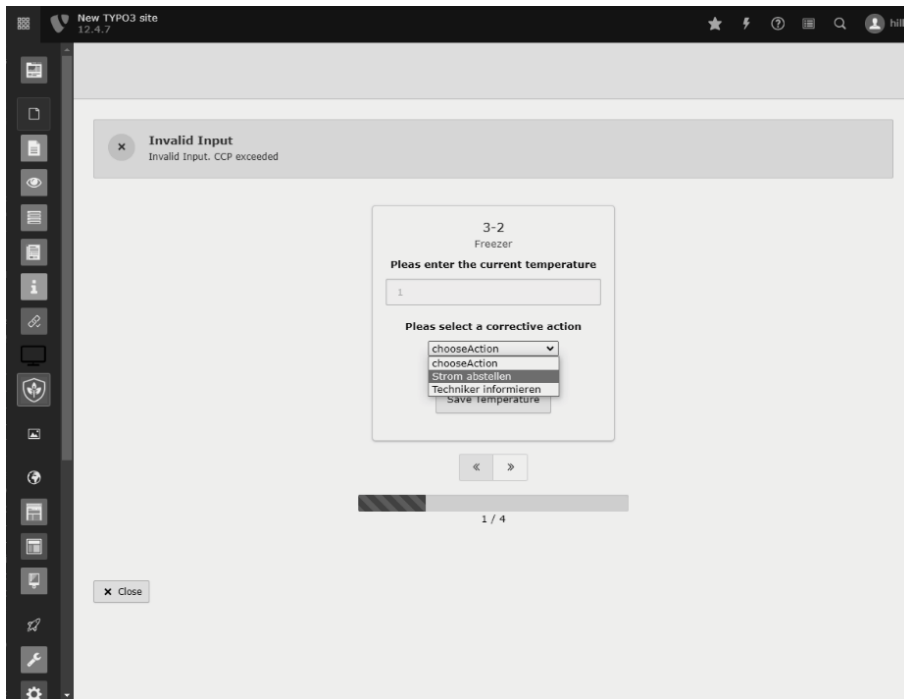 New TYPO3 site
12.4.7
hill
Invalid Input
Invalid Input. CCP exceeded
3-2
Freezer
Pleas enter the current temperature
1
Pleas select a corrective action
chooseAction
chooseAction
Strom abstellen
Techniker informieren
Save Temperature
« »
1 / 4
× Close